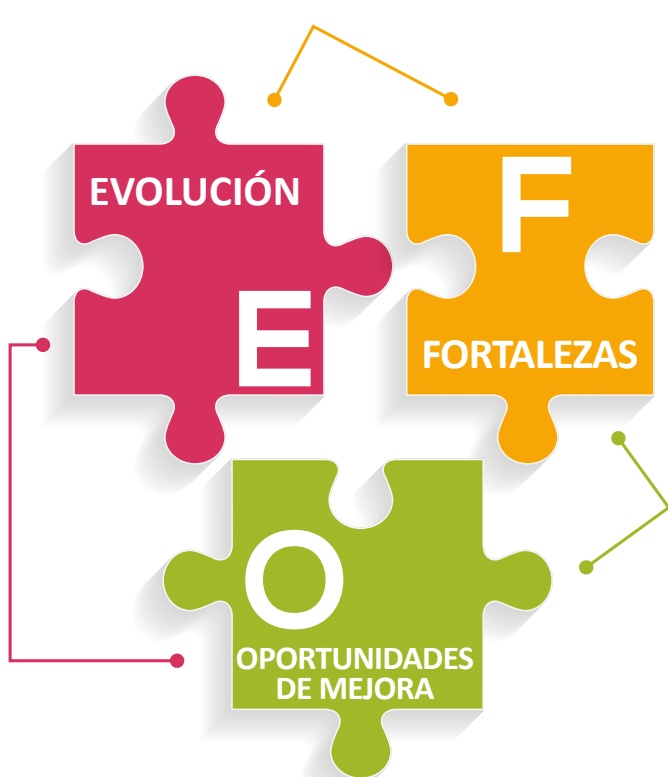 EVOLUCIÓN
E
F
FORTALEZAS
O
OPORTUNIDADES
DE MEJORA